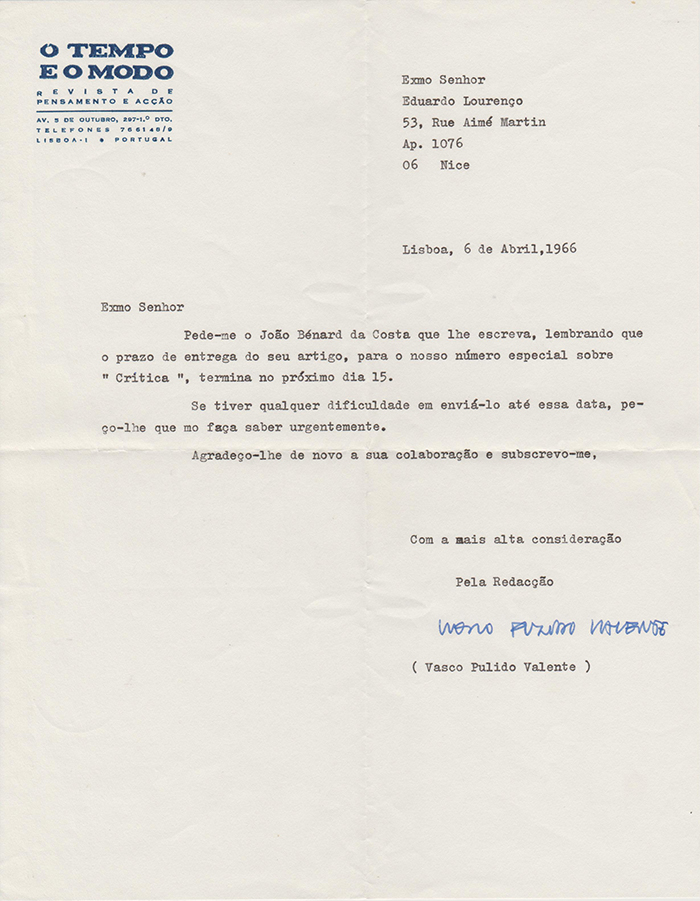 O TEMPO
E O MODO
REVISTA DE
PENSAMENTO E ACÇÃO
AV. 5 DE OUTUBRO, 297-1.º DTO.
TELEFONES 766148/9
LISBOA-1 • PORTUGAL
Exmo Senhor
Eduardo Lourenço
53, Rue Aimé Martin
Ap. 1076
06 Nice
Lisboa, 6 de Abril,1966
Exmo Senhor
Pede-me o João Bénard da Costa que lhe escreva, lembrando que
o prazo de entrega do seu artigo, para o nosso número especial sobre
" Crítica ", termina no próximo dia 15.
Se tiver qualquer dificuldade em enviá-lo até essa data, pe-
ço-lhe que mo faça saber urgentemente.
Agradeço-lhe de novo a sua colaboração e subscrevo-me,
Com a mais alta consideração
Pela Redacção
Vasco Pulido Valente
( Vasco Pulido Valente )